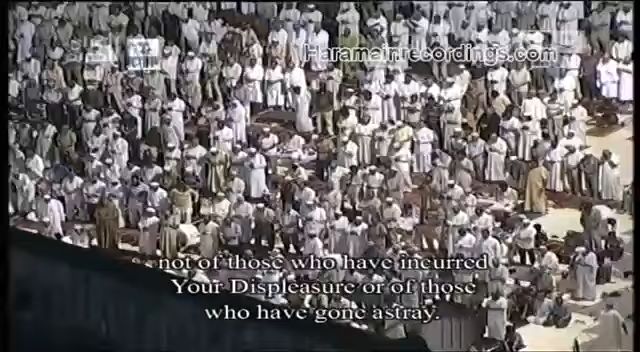 Haramainrecordings.com
not of those who have incurred
Your Displeasure or of those
who have gone astray.